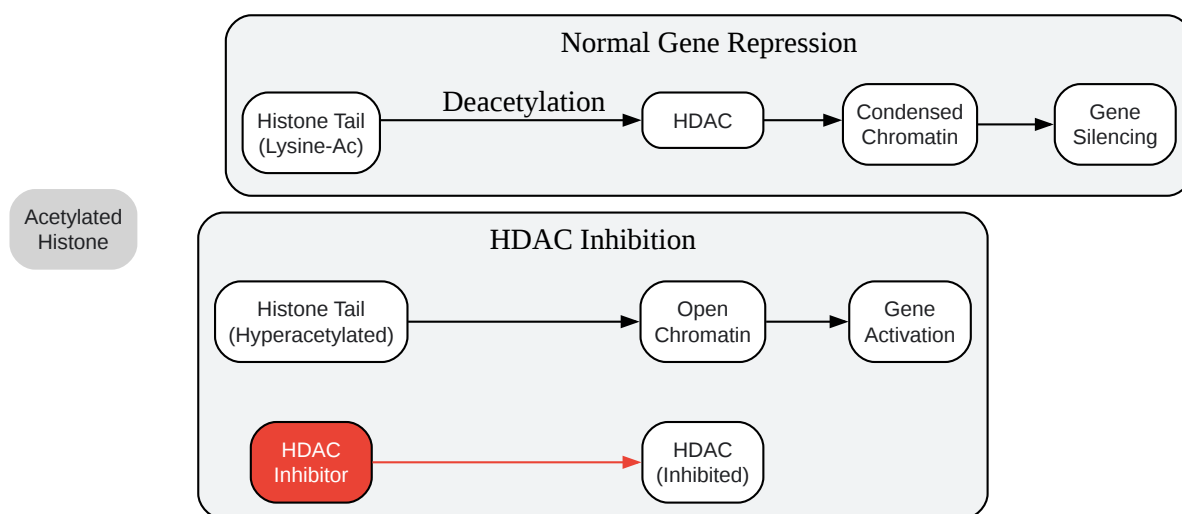 Normal Gene Repression
Histone Tail
(Lysine-Ac)
Deacetylation
HDAC
Condensed
Chromatin
Gene
Silencing
Acetylated
Histone
HDAC Inhibition
Histone Tail
(Hyperacetylated)
Open
Chromatin
Gene
Activation
HDAC
Inhibitor
HDAC
(Inhibited)